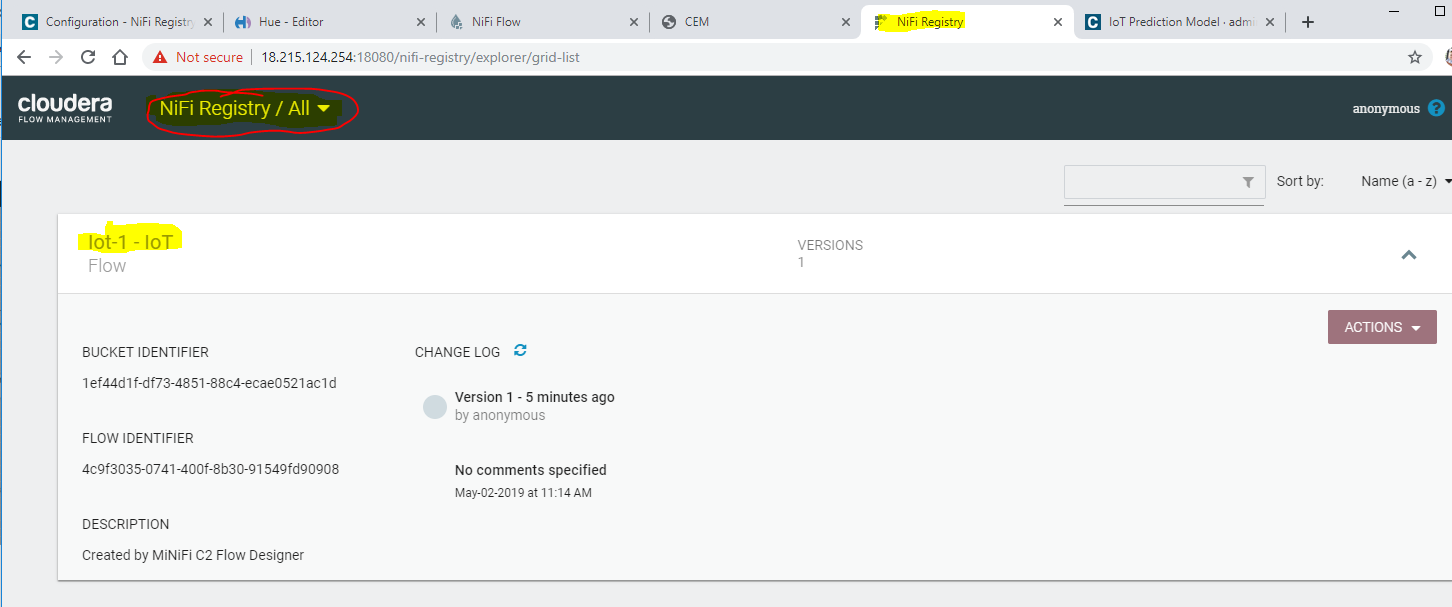 Configuration - NiFi Registry
Hue - Editor
NiFi Flow
CEM
NiFi Registry
IoT Prediction Model · admi
Not secure
18.215.124.254:18080/nifi-registry/explorer/grid-list
cloudera
FLOW MANAGEMENT
NiFi Registry / All
anonymous
Sort by:
Name (a - z)
Iot-1 - IoT
Flow
VERSIONS
1
ACTIONS
BUCKET IDENTIFIER
1ef44d1f-df73-4851-88c4-ecae0521ac1d
FLOW IDENTIFIER
4c9f3035-0741-400f-8b30-91549fd90908
DESCRIPTION
Created by MiNiFi C2 Flow Designer
CHANGE LOG
Version 1 - 5 minutes ago
by anonymous
No comments specified
May-02-2019 at 11:14 AM